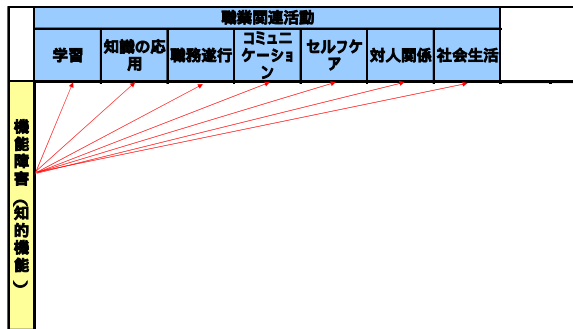 職業関連活動
学習
知識の応
用
職務遂行
コミュニ
ケーショ
ン
セルフケ
ア
対人関係
社会生活
機能障害（知的機能）